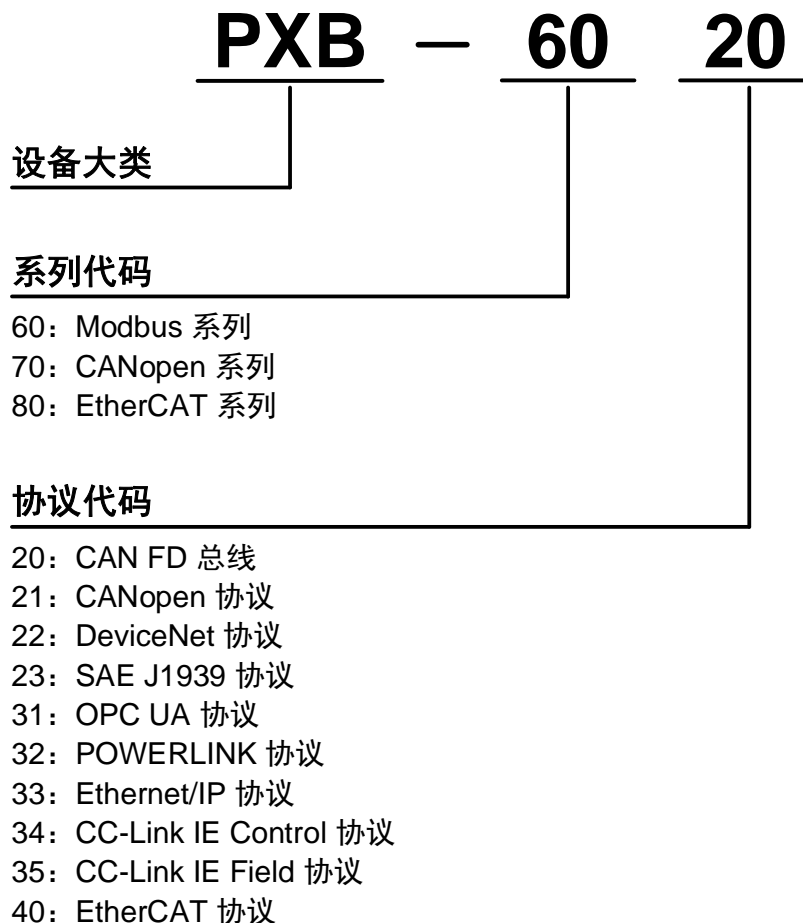 PXB － 60 20
设备大类
系列代码
60：Modbus 系列
70：CANopen 系列
80：EtherCAT 系列
协议代码
20：CAN FD 总线
21：CANopen 协议
22：DeviceNet 协议
23：SAE J1939 协议
31：OPC UA 协议
32：POWERLINK 协议
33：Ethernet/IP 协议
34：CC-Link IE Control 协议
35：CC-Link IE Field 协议
40：EtherCAT 协议